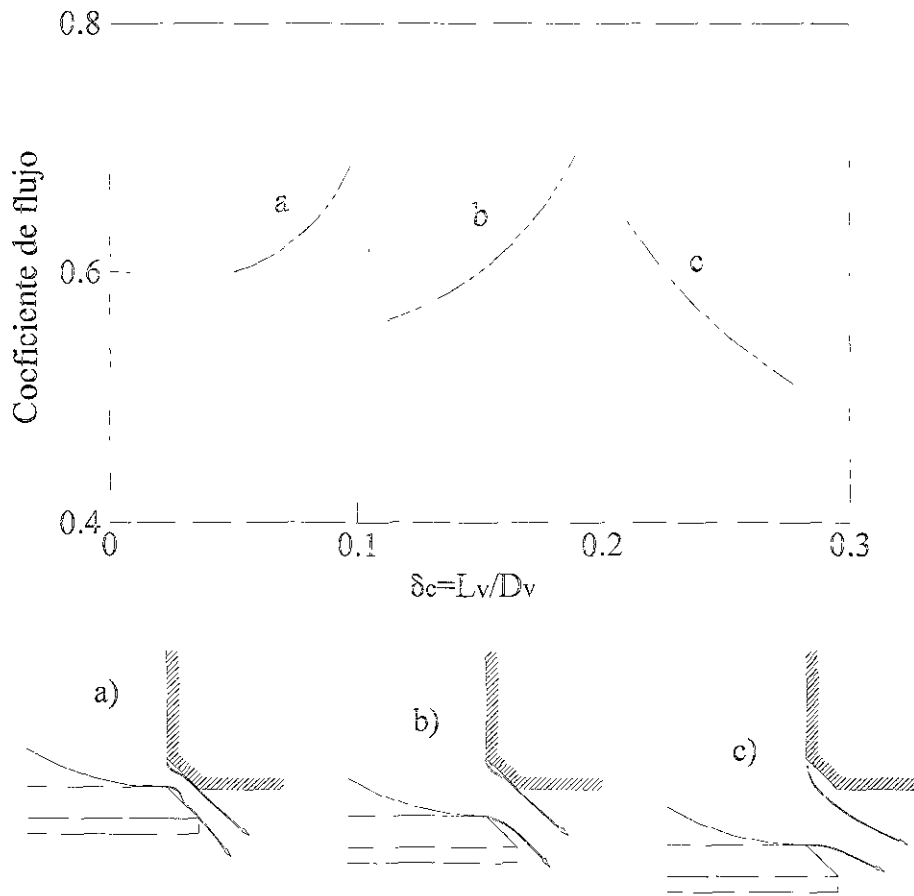 0.8
Coeficiente de flujo
a
b
0.6
c
0.4
0
0.1
0.2
0.3
δc=Lv/Dv
a)
b)
c)